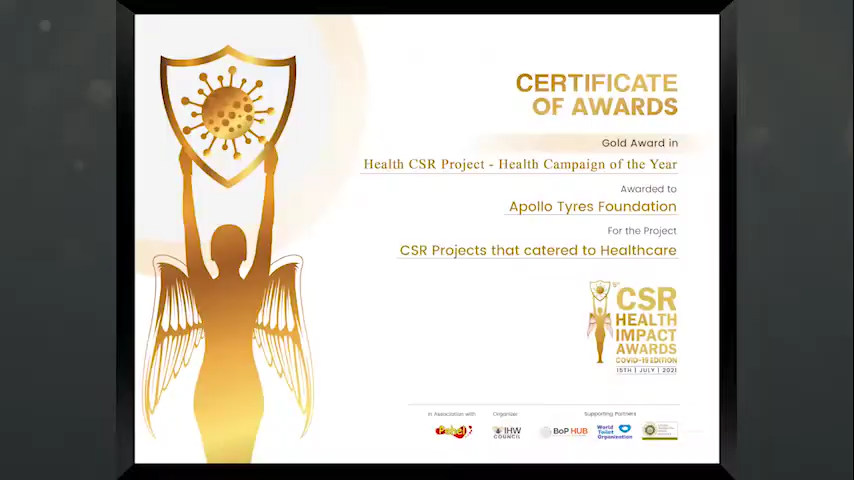 CERTIFICATE
OF AWARDS
Gold Award in
Health CSR Project - Health Campaign of the Year
Awarded to
Apollo Tyres Foundation
For the Project
CSR Projects that catered to Healthcare
CSR
HEALTH
IMPACT
AWARDS
COVID-19 EDITION
15TH | JULY | 2021
In Association with
Organiser
Supporting Partners
Pehel
IHW
COUNCIL
BoP HUB
World
Toilet
Organization